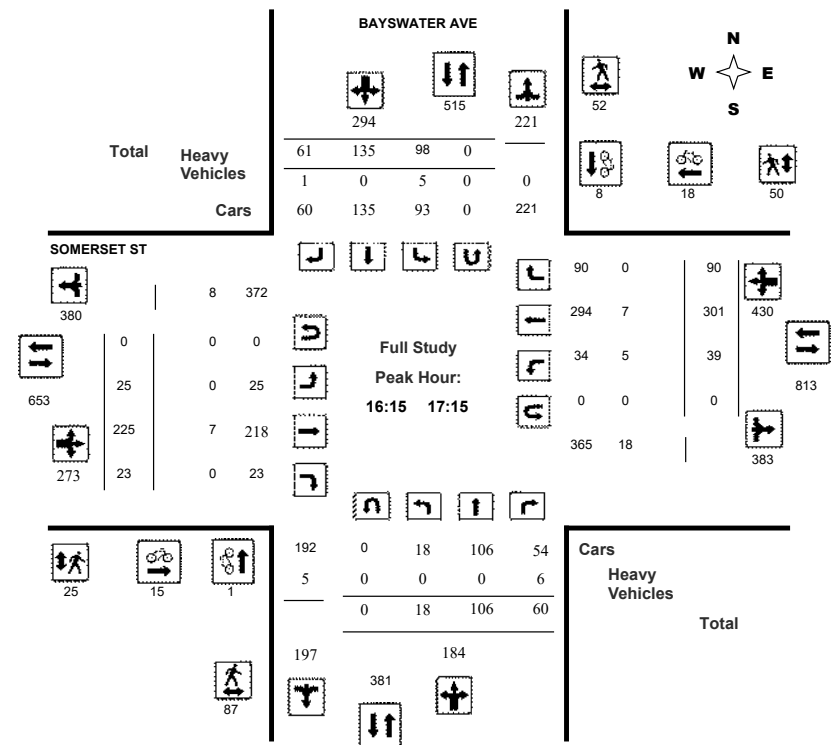 BAYSWATER AVE
N
W E
S
515
52
294 221
Total Heavy Vehicles
61 135 98 0
1 0 5 0 0
8 18 50
Cars 60 135 93 0 221
SOMERSET ST
380
8 372
90 0 90
430
294 7 301
0 0 0
653
Full Study
Peak Hour:
16:15 17:15
34 5 39
813
25 0 25
0 0 0
225 7 218
365 18
383
273
23 0 23
192 0 18 106 54
Cars
5 0 0 0 6
Heavy Vehicles
25 15 1
0 18 106 60
Total
197 184
381
87